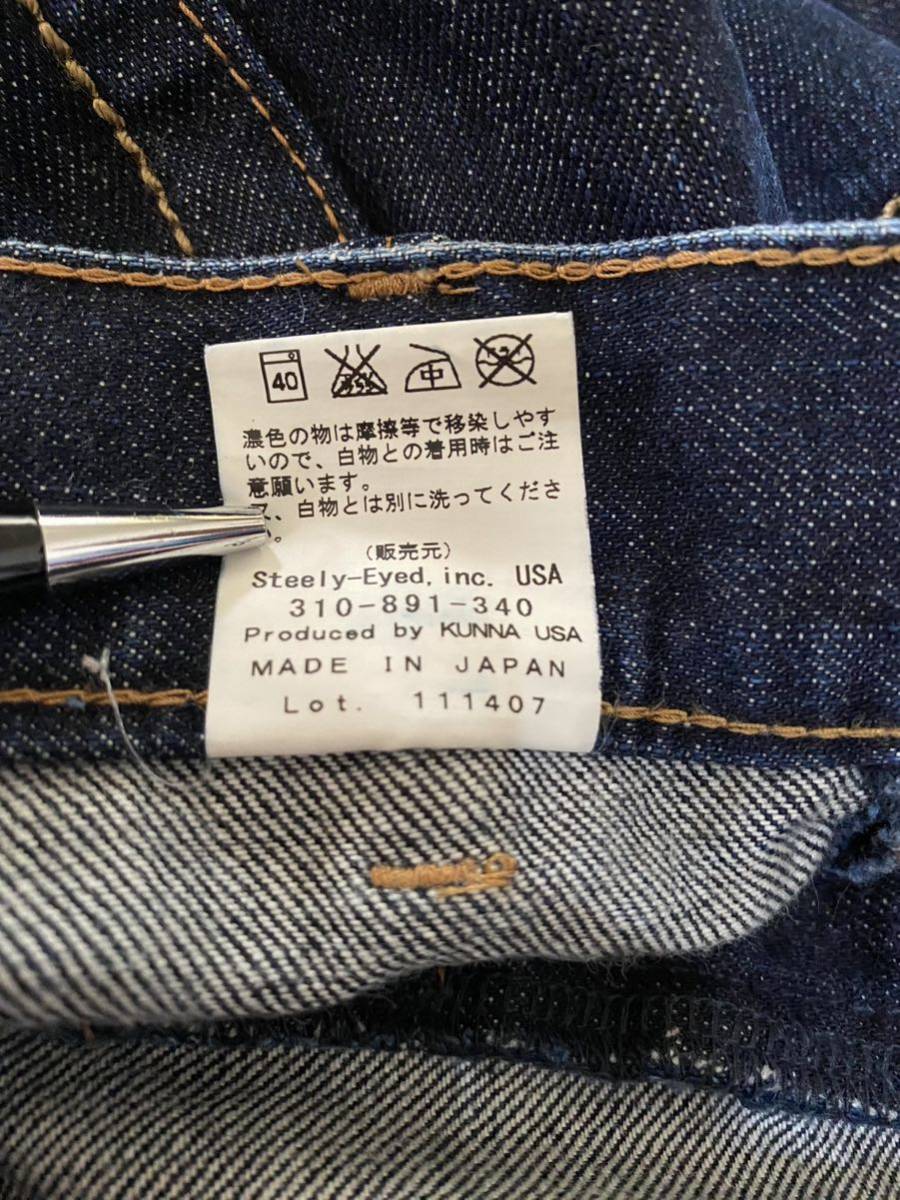 40 中
濃色の物は摩擦等で移染しやす
いので、白物との着用時はご注
意願います。
又、白物とは別に洗ってくださ
い。
(販売元)
Steely-Eyed, inc. USA
310-891-340
Produced by KUNNA USA
MADE IN JAPAN
Lot. 111407